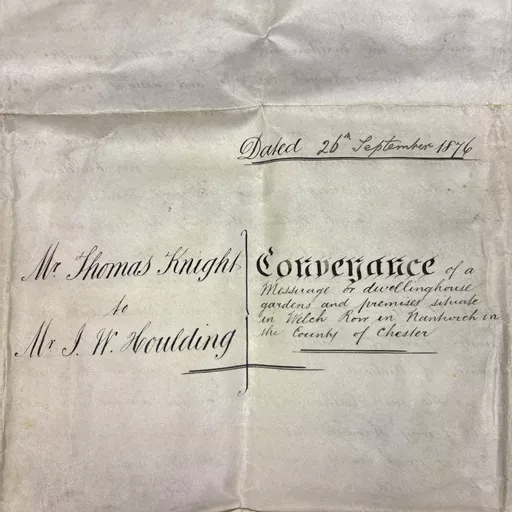 Dated 26th September 1876
Mr Thomas Knight
to
Mr J. W. Houlding
Conveyance of a
Messuage or dwellinghouse
gardens and premises situate
in Welch Row in Nantwich in
the County of Chester